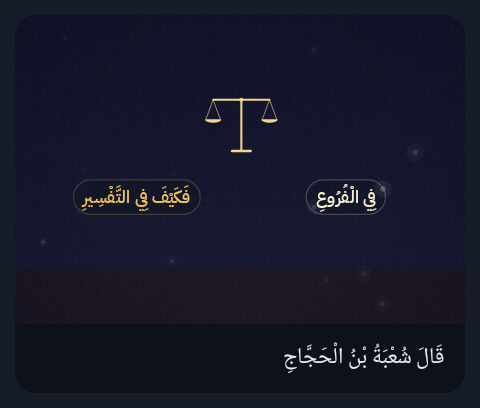 فِي الْفُرُوعِ
فَكَيْفَ فِي التَّفْسِيرِ
قَالَ شُعْبَةُ بْنُ الْحَجَّاجِ